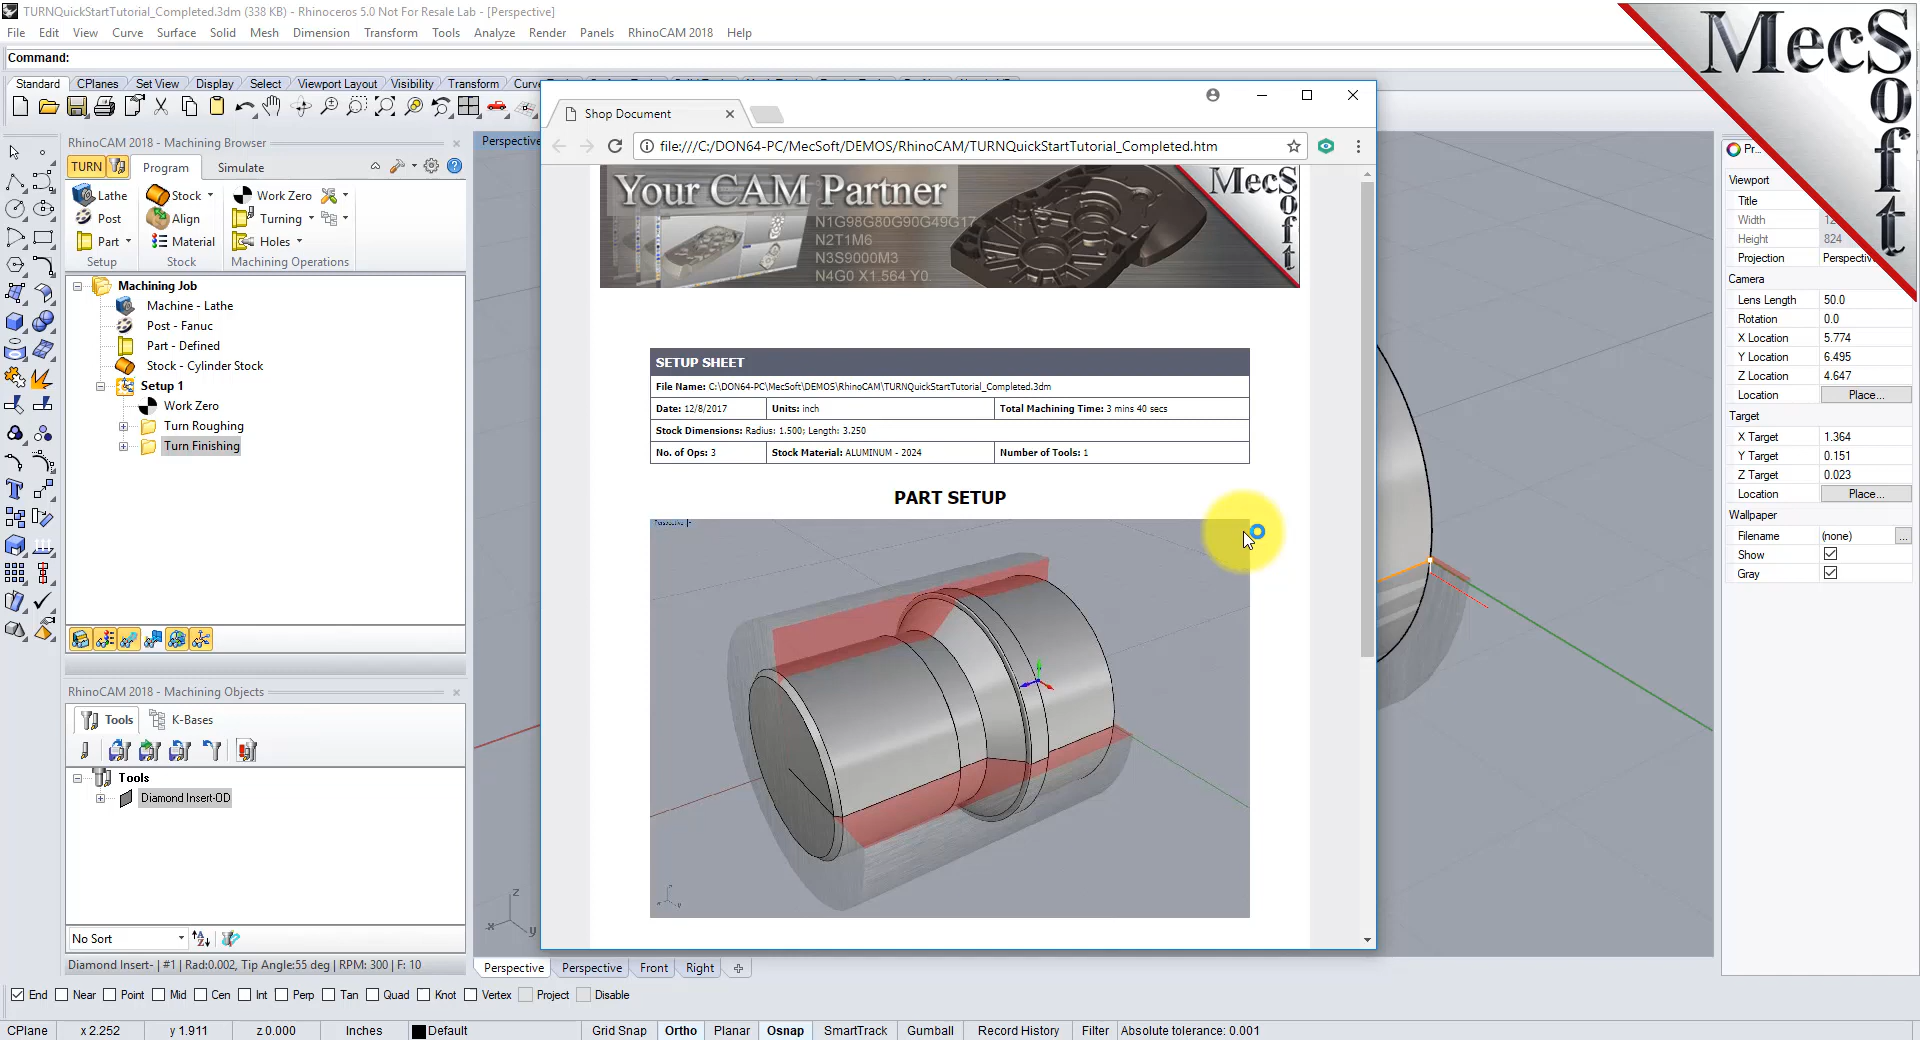 TURNQuickStartTutorial_Completed.3dm (338 KB) - Rhinoceros 5.0 Not For Resale Lab - [Perspective]
File Edit View Curve Surface Solid Mesh Dimension Transform Tools Analyze Render Panels RhinoCAM 2018 Help
Command:
Standard CPlanes Set View Display Select Viewport Layout Visibility Transform
MecSoft
RhinoCAM 2018 - Machining Browser
TURN Program Simulate
Lathe Stock Work Zero
Post Align Turning
Part Material Holes
Setup Stock Machining Operations
Machining Job
Machine - Lathe
Post - Fanuc
Part - Defined
Stock - Cylinder Stock
Setup 1
Work Zero
Turn Roughing
Turn Finishing
RhinoCAM 2018 - Machining Objects
Tools K-Bases
Tools
Diamond Insert-OD
No Sort
Diamond Insert- | #1 | Rad:0.002, Tip Angle:55 deg | RPM: 300 | F: 10
Perspective
Shop Document
file:///C:/DON64-PC/MecSoft/DEMOS/RhinoCAM/TURNQuickStartTutorial_Completed.htm
Your CAM Partner
N1G98G80G90G49G17
N2T1M6
N3S9000M3
N4G0 X1.564 Y0.
MecSoft
SETUP SHEET
File Name: C:\DON64-PC\MecSoft\DEMOS\RhinoCAM\TURNQuickStartTutorial_Completed.3dm
Date: 12/8/2017 Units: inch Total Machining Time: 3 mins 40 secs
Stock Dimensions: Radius: 1.500; Length: 3.250
No. of Ops: 3 Stock Material: ALUMINUM - 2024 Number of Tools: 1
PART SETUP
Perspective
z
x y
Viewport
Title
Width
Height 824
Projection Perspective
Camera
Lens Length 50.0
Rotation 0.0
X Location 5.774
Y Location 6.495
Z Location 4.647
Location Place...
Target
X Target 1.364
Y Target 0.151
Z Target 0.023
Location Place...
Wallpaper
Filename (none) ...
Show
Gray
Perspective Perspective Front Right
End Near Point Mid Cen Int Perp Tan Quad Knot Vertex Project Disable
CPlane x 2.252 y 1.911 z 0.000 Inches Default Grid Snap Ortho Planar Osnap SmartTrack Gumball Record History Filter Absolute tolerance: 0.001